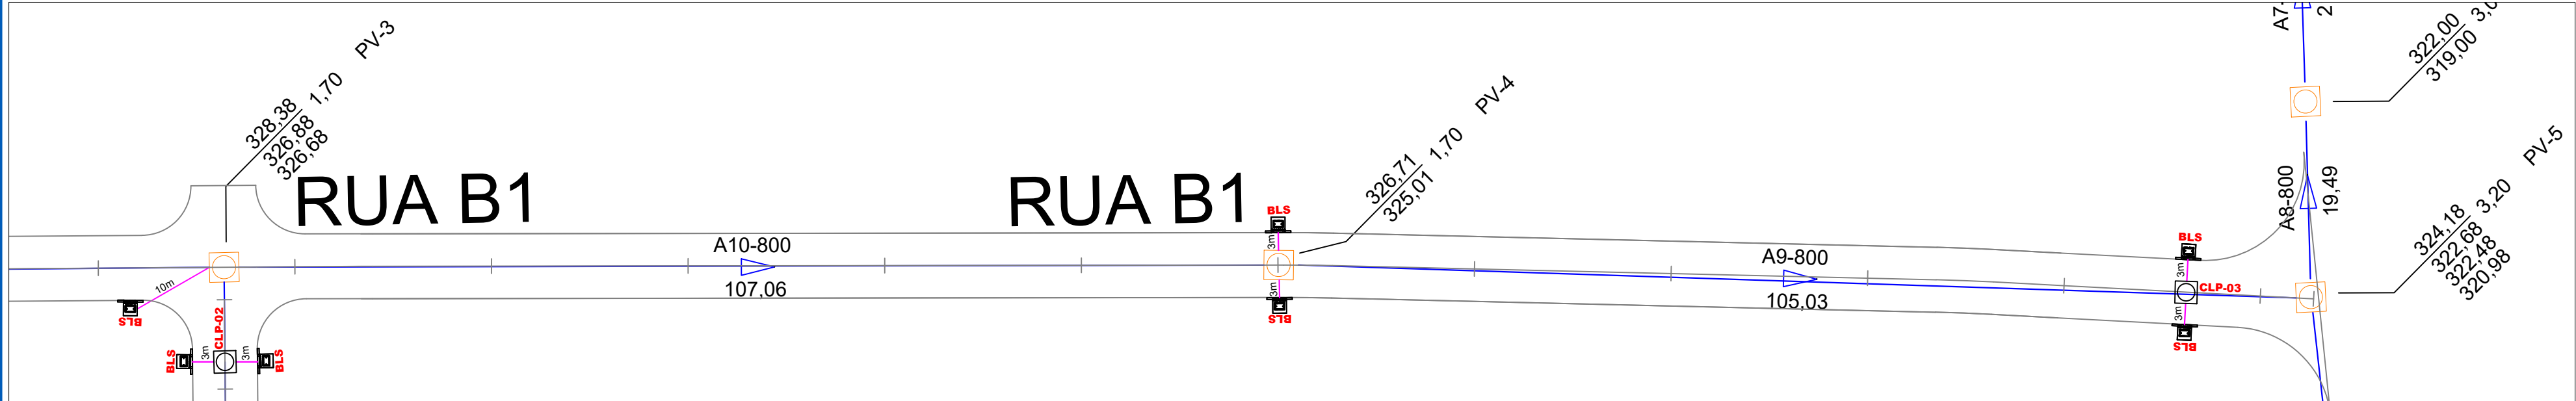 PV-3
328,38
1,70
326,88
326,68
RUA B1
RUA B1
PV-4
326,71
1,70
325,01
A7-
2
322,00
319,00
PV-5
324,18
3,20
322,68
322,48
320,98
A8-800
19,49
A10-800
107,06
A9-800
105,03
BLS
3m
3m
BLS
BLS
3m
CLP-03
3m
BLS
10m
BLS
CLP-02
BLS
3m
3m
BLS